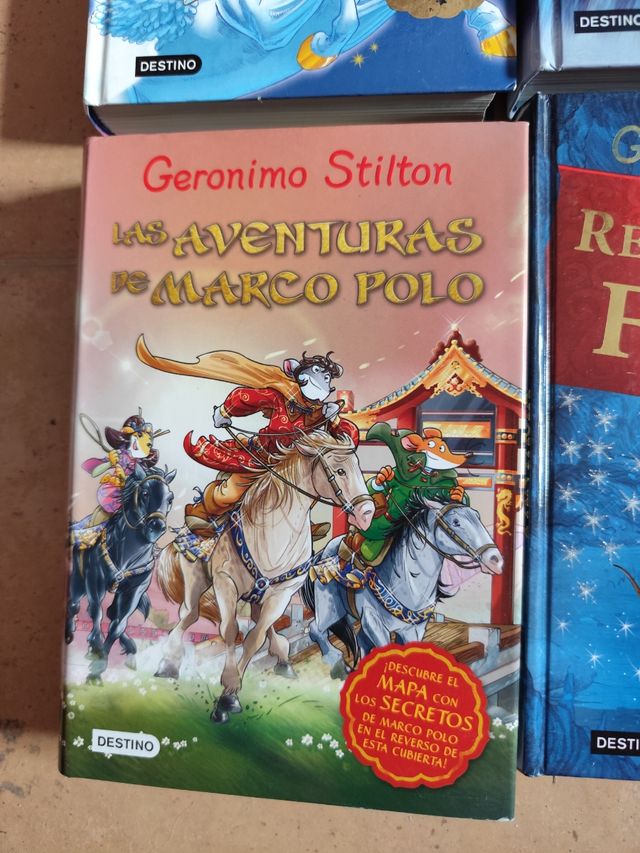 DESTINO
DESTINO
Geronimo Stilton
LAS AVENTURAS
DE MARCO POLO
¡DESCUBRE EL
MAPA CON
LOS SECRETOS
DE MARCO POLO
EN EL REVERSO DE
ESTA CUBIERTA!
DESTINO
G
RE
F
DESTI